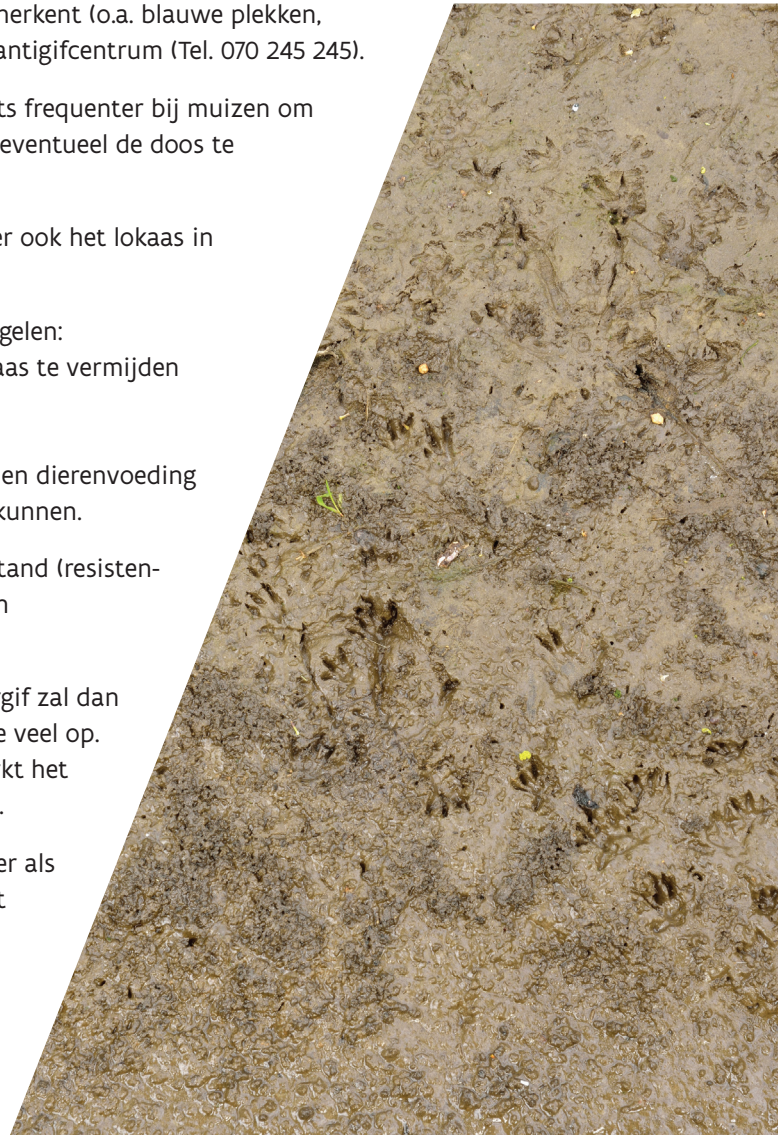 merkent (o.a. blauwe plekken,
antigifcentrum (Tel. 070 245 245).
ts frequenter bij muizen om
eventueel de doos te
er ook het lokaas in
gelen:
aas te vermijden
en dierenvoeding
kunnen.
tand (resisten-
n
gif zal dan
e veel op.
kt het
.
er als
t